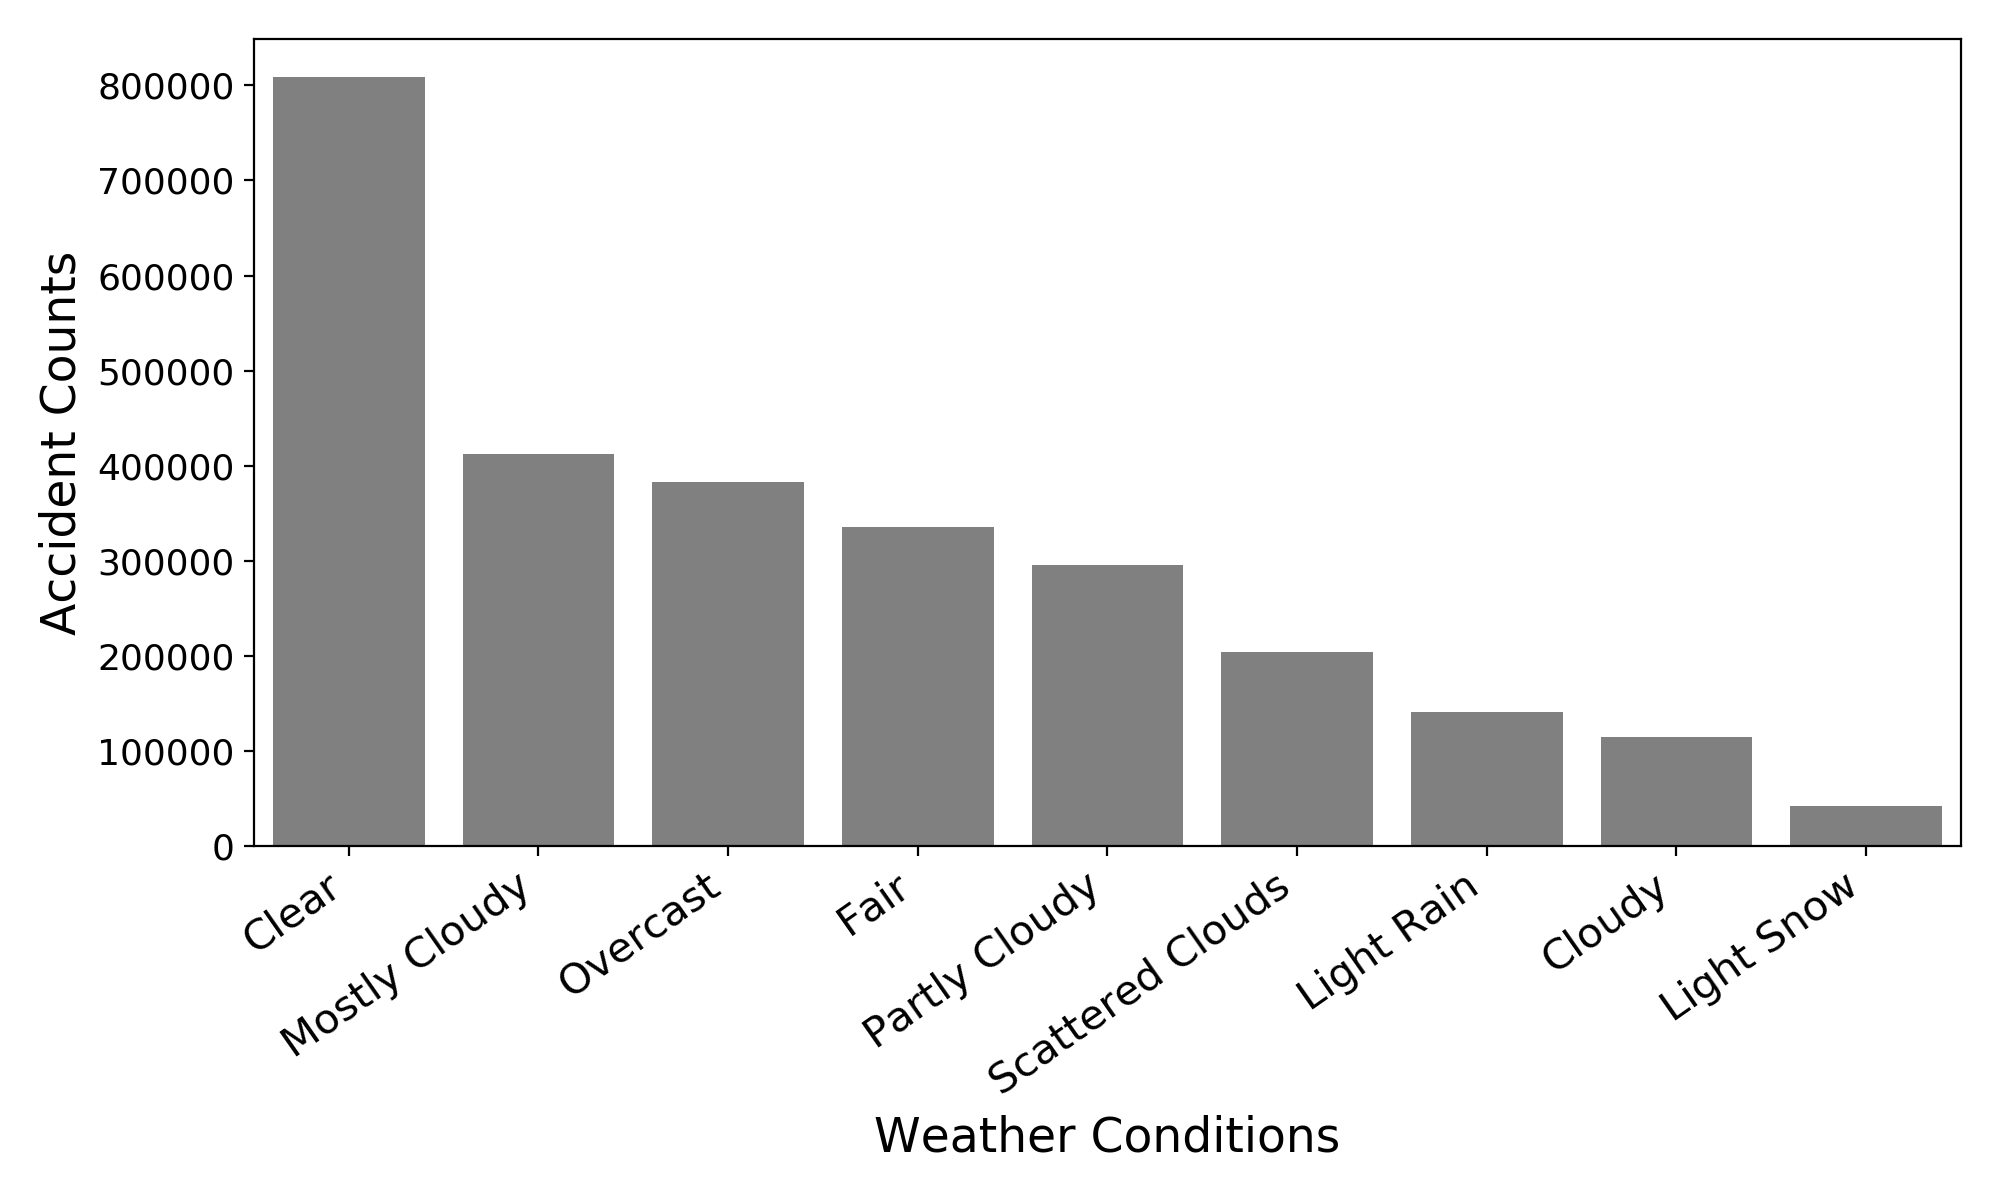 800000
700000
600000
500000
400000
300000
200000
100000
0
Accident Counts
Clear
Mostly Cloudy
Overcast
Fair
Partly Cloudy
Scattered Clouds
Light Rain
Cloudy
Light Snow
Weather Conditions